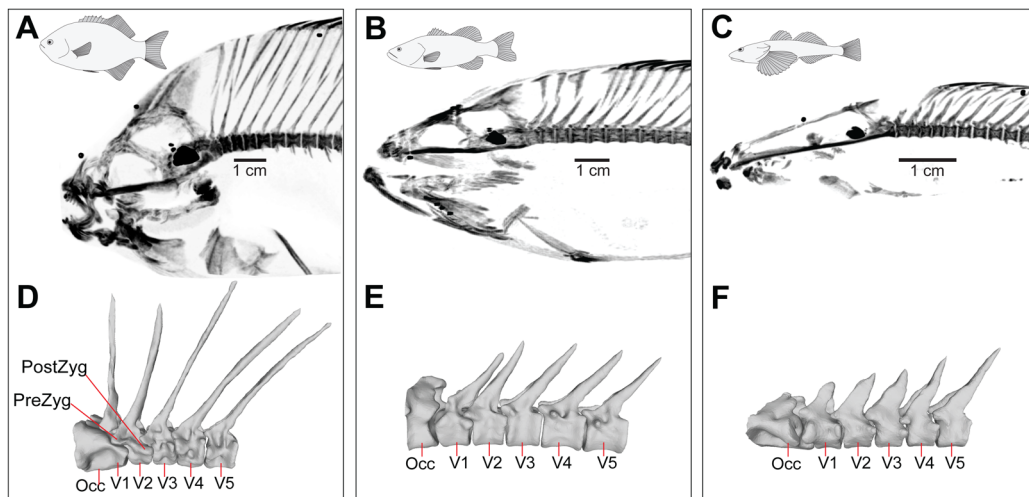 A
B
C
1 cm
1 cm
1 cm
D
E
F
PostZyg
PreZyg
Occ V1 V2 V3 V4 V5
Occ V1 V2 V3 V4 V5
Occ V1 V2 V3 V4 V5